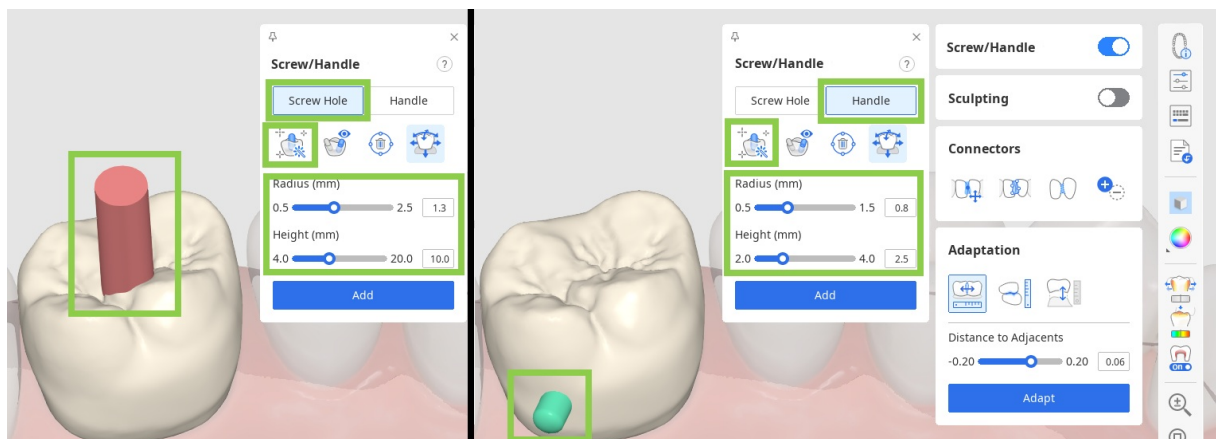 Screw/Handle
?
Screw Hole Handle
Radius (mm)
0.5 2.5 1.3
Height (mm)
4.0 20.0 10.0
Add
Screw/Handle
?
Screw Hole Handle
Radius (mm)
0.5 1.5 0.8
Height (mm)
2.0 4.0 2.5
Add
Screw/Handle
Sculpting
Connectors
Adaptation
Distance to Adjacents
-0.20 0.20 0.06
Adapt
ON